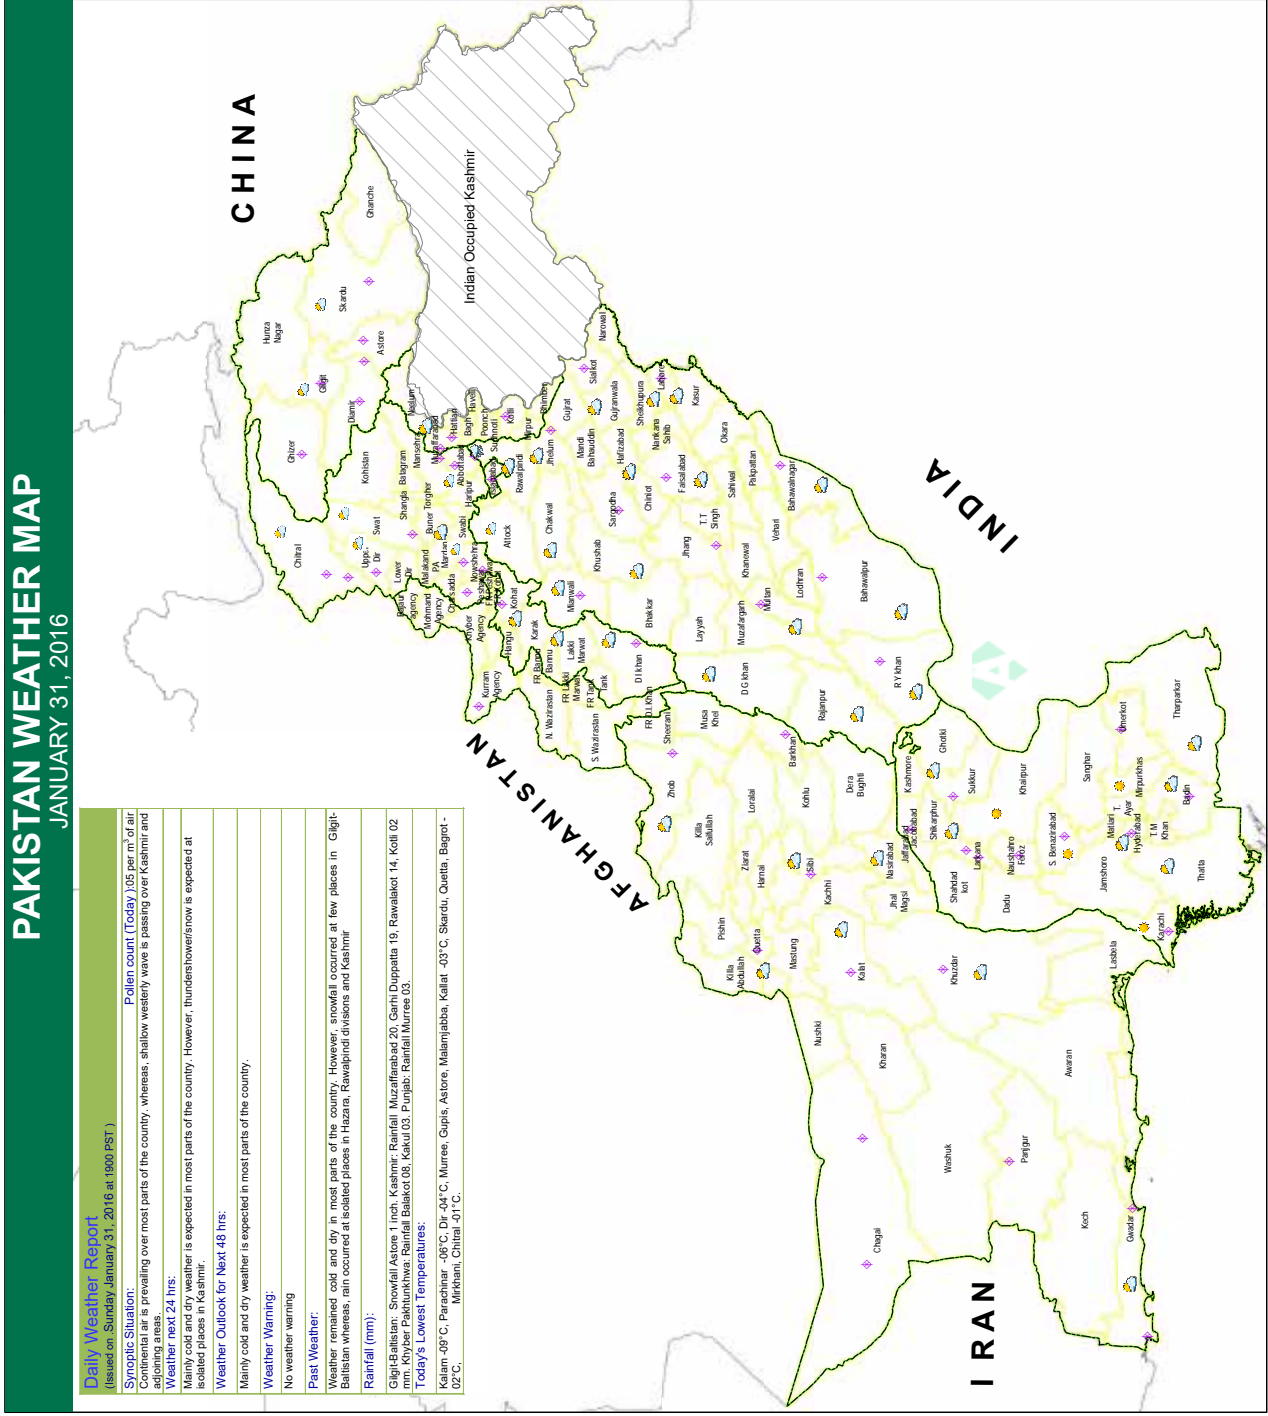 PAKISTAN WEATHER MAP
JANUARY 31, 2016
Daily Weather Report
(Issued on :Sunday January 31, 2016 at 1900 PST )
Synoptic Situation: Pollen count (Today ):05 per m³ of air
Continental air is prevailing over most parts of the country. whereas, shallow westerly wave is passing over Kashmir and
adjoining areas.
Weather next 24 hrs:
Mainly cold and dry weather is expected in most parts of the country. However, thundershower/snow is expected at
isolated places in Kashmir.
Weather Outlook for Next 48 hrs:
Mainly cold and dry weather is expected in most parts of the country.
Weather Warning:
No weather warning
Past Weather:
Weather remained cold and dry in most parts of the country. However, snowfall occurred at few places in Gilgit-
Baltistan whereas, rain occurred at isolated places in Hazara, Rawalpindi divisions and Kashmir
Rainfall (mm):
Gilgit-Baltistan: Snowfall Astore 1 inch. Kashmir: Rainfall Muzaffarabad 20, Garhi Duppatta 19, Rawalakot 14, Kotli 02
mm. Khyber Pakhtunkhwa: Rainfall Balakot 08, Kakul 03. Punjab: Rainfall Murree 03.
Today's Lowest Temperatures:
Kalam -09°C, Parachinar -06°C, Dir -04°C, Murree, Gupis, Astore, Malamjabba, Kallat -03°C, Skardu, Quetta, Bagrot -
02°C, Mirkhani, Chitral -01°C.
CHINA
INDIA
AFGHANISTAN
IRAN
Indian Occupied Kashmir
Hunza
Nagar
Ghanche
Skardu
Astore
Gilgit
Diamir
Ghizer
Chitral
Kohistan
Swat
Upper
Dir
Lower
Dir
Shangla
Batagram
Mansehra
Buner
Torgher
Malakand
PA
Mardan
Swabi
Haripur
Abbottabad
Muzaffarabad
Neelum
Hattian
Bagh
Haveli
Poonch
Sudhnoti
Kotli
Mirpur
Bhimber
Bajaur
agency
Mohmand
Agency
Charsadda
Nowshehra
Khyber
Agency
Kurram
Agency
Hangu
Kohat
Karak
FR Bannu
Bannu
Lakki
Marwat
FR Lakki
Marwat
N. Wazirastan
S. Wazirastan
FR Tank
Tank
D I khan
FR D.I. Khan
Attock
Rawalpindi
Jhelum
Chakwal
Mianwali
Khushab
Sargodha
Mandi
Bahauddin
Gujrat
Sialkot
Narowal
Gujranwala
Hafizabad
Sheikhupura
Nankana
Sahib
Lahore
Kasur
Chiniot
Faisalabad
Okara
Jhang
T.T
Singh
Sahiwal
Pakpattan
Bhakkar
Layyah
Khanewal
Vehari
Bahawalnagar
Muzafargarh
Multan
Lodhran
Bahawalpur
D G khan
Rajanpur
R Y khan
Sheerani
Musa
Khel
Zhob
Killa
Saifullah
Loralai
Barkhan
Kohlu
Dera
Bughti
Ziarat
Harnai
Sibi
Pishin
Killa
Abdullah
Quetta
Mastung
Kachhi
Nasirabad
Jaffarabad
Jhal
Magsi
Kalat
Khuzdar
Nushki
Kharan
Chagai
Washuk
Panjgur
Awaran
Kech
Gwadar
Lasbela
Kashmore
Ghotki
Jacobabad
Shikarphur
Sukkur
Larkana
Shahdad
kot
Khairpur
Naushahro
Feroz
Dadu
S. Benazirabad
Sanghar
Jamshoro
Matiari
T.
Ayar
Hyderabad
Mirpurkhas
Umerkot
Tharparkar
T.M
Khan
Badin
Thatta
Karachi